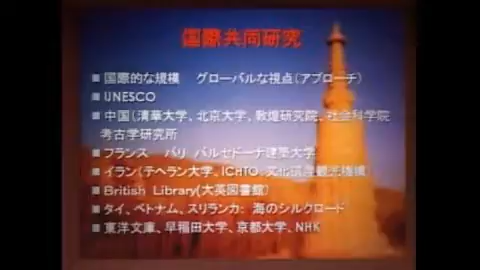 国際共同研究
■ 国際的な規模 グローバルな視点(アプローチ)
■ UNESCO
■ 中国(清華大学、北京大学、敦煌研究院、社会科学院
考古学研究所
■ フランス パリ バルセドーナ建築大学
■ イラン(テヘラン大学、ICHTO:文化遺産観光機構)
■ British Library(大英図書館)
■ タイ、ベトナム、スリランカ: 海のシルクロード
■ 東洋文庫、早稲田大学、京都大学、NHK